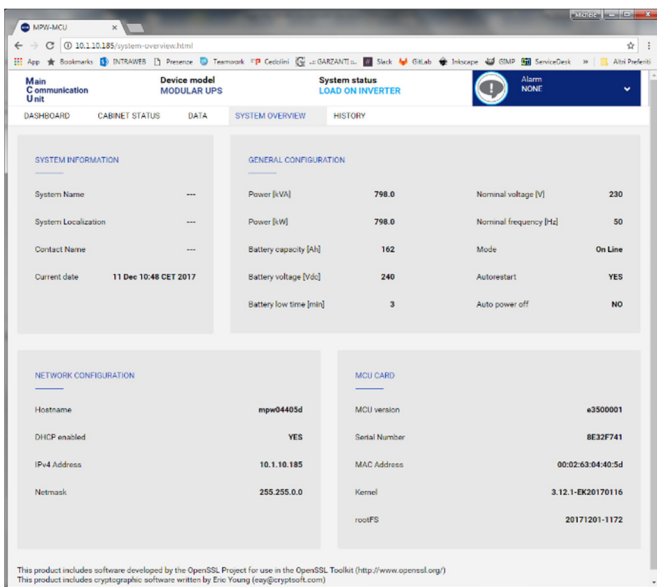 MPW-MCU
10.1.10.185/system-overview.html
App Bookmarks INTRAWEB Presence Teamwork Cedolini ..:GARZANTI:.. Slack GitLab Inkscape GIMP ServiceDesk » Altri Preferiti
Main Communication Unit
Device model
MODULAR UPS
System status
LOAD ON INVERTER
Alarm
NONE
DASHBOARD CABINET STATUS DATA SYSTEM OVERVIEW HISTORY
SYSTEM INFORMATION
System Name ---
System Localization ---
Contact Name ---
Current date 11 Dec 10:48 CET 2017
GENERAL CONFIGURATION
Power [kVA] 798.0 Nominal voltage [V] 230
Power [kW] 798.0 Nominal frequency [Hz] 50
Battery capacity [Ah] 162 Mode On Line
Battery voltage [Vdc] 240 Autorestart YES
Battery low time [min] 3 Auto power off NO
NETWORK CONFIGURATION
Hostname mpw04405d
DHCP enabled YES
IPv4 Address 10.1.10.185
Netmask 255.255.0.0
MCU CARD
MCU version e3500001
Serial Number 8E32F741
MAC Address 00:02:63:04:40:5d
Kernel 3.12.1-EK20170116
rootFS 20171201-1172
This product includes software developed by the OpenSSL Project for use in the OpenSSL Toolkit (http://www.openssl.org/)
This product includes cryptographic software written by Eric Young (eay@cryptsoft.com)